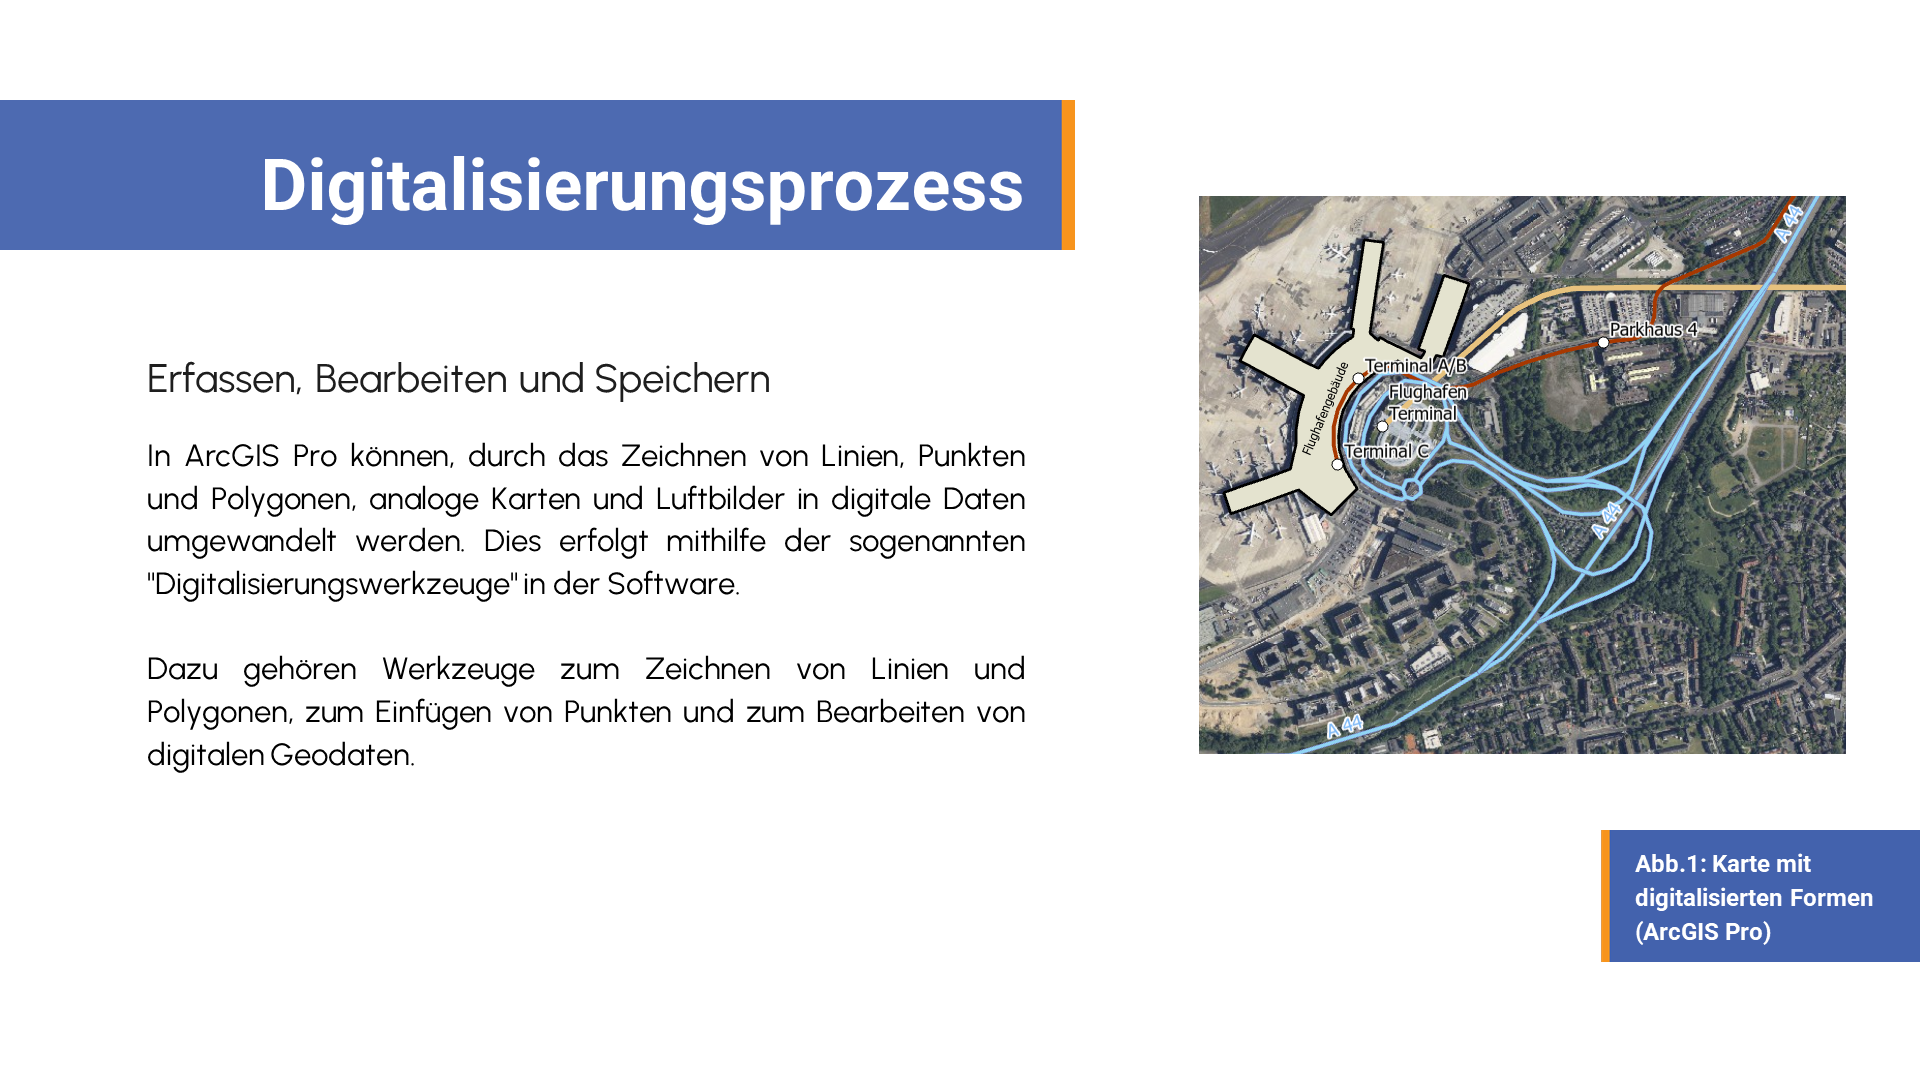 Digitalisierungsprozess
Erfassen, Bearbeiten und Speichern
In ArcGIS Pro können, durch das Zeichnen von Linien, Punkten
und Polygonen, analoge Karten und Luftbilder in digitale Daten
umgewandelt werden. Dies erfolgt mithilfe der sogenannten
"Digitalisierungswerkzeuge" in der Software.
Dazu gehören Werkzeuge zum Zeichnen von Linien und
Polygonen, zum Einfügen von Punkten und zum Bearbeiten von
digitalen Geodaten.
A 44
Parkhaus 4
Terminal A/B
Flughafen
Terminal
Flughafengebäude
Terminal C
A 44
A 44
Abb.1: Karte mit
digitalisierten Formen
(ArcGIS Pro)